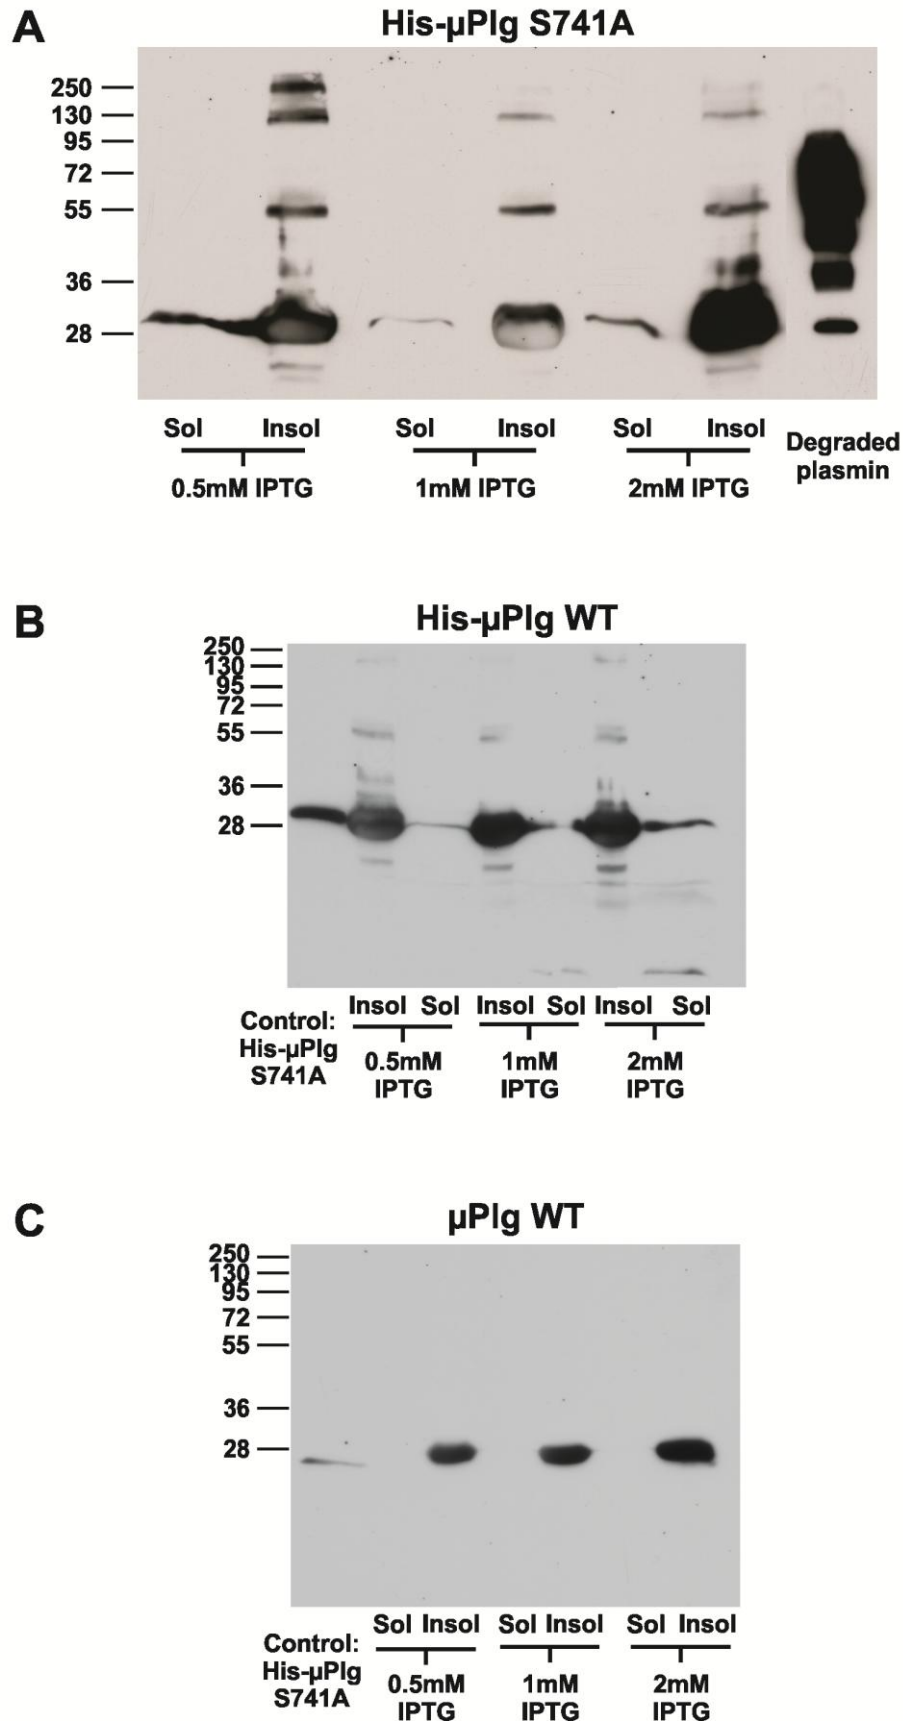 A
His-µPlg S741A
250
130
95
72
55
36
28
Sol Insol Sol Insol Sol Insol
0.5mM IPTG 1mM IPTG 2mM IPTG
Degraded
plasmin
B
His-µPlg WT
250
130
95
72
55
36
28
Control:
His-µPlg
S741A
Insol Sol Insol Sol Insol Sol
0.5mM
IPTG
1mM
IPTG
2mM
IPTG
C
µPlg WT
250
130
95
72
55
36
28
Control:
His-µPlg
S741A
Sol Insol Sol Insol Sol Insol
0.5mM
IPTG
1mM
IPTG
2mM
IPTG